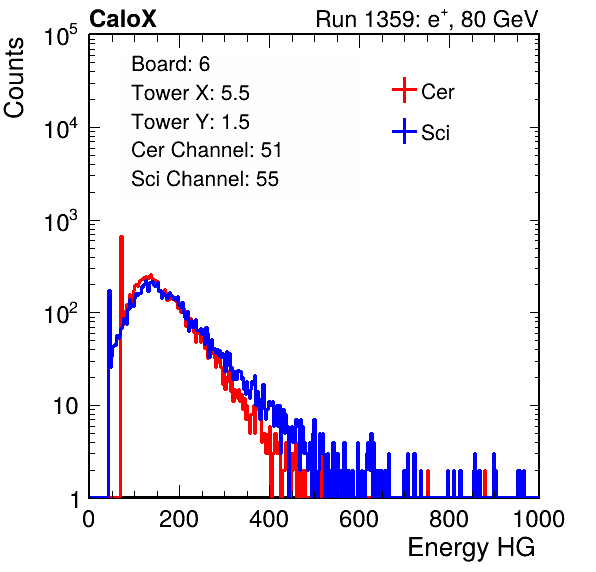 CaloX Run 1359: e⁺, 80 GeV
Counts
10⁵
10⁴
10³
10²
10
1
Board: 6
Tower X: 5.5
Tower Y: 1.5
Cer Channel: 51
Sci Channel: 55
Cer
Sci
0 200 400 600 800 1000
Energy HG